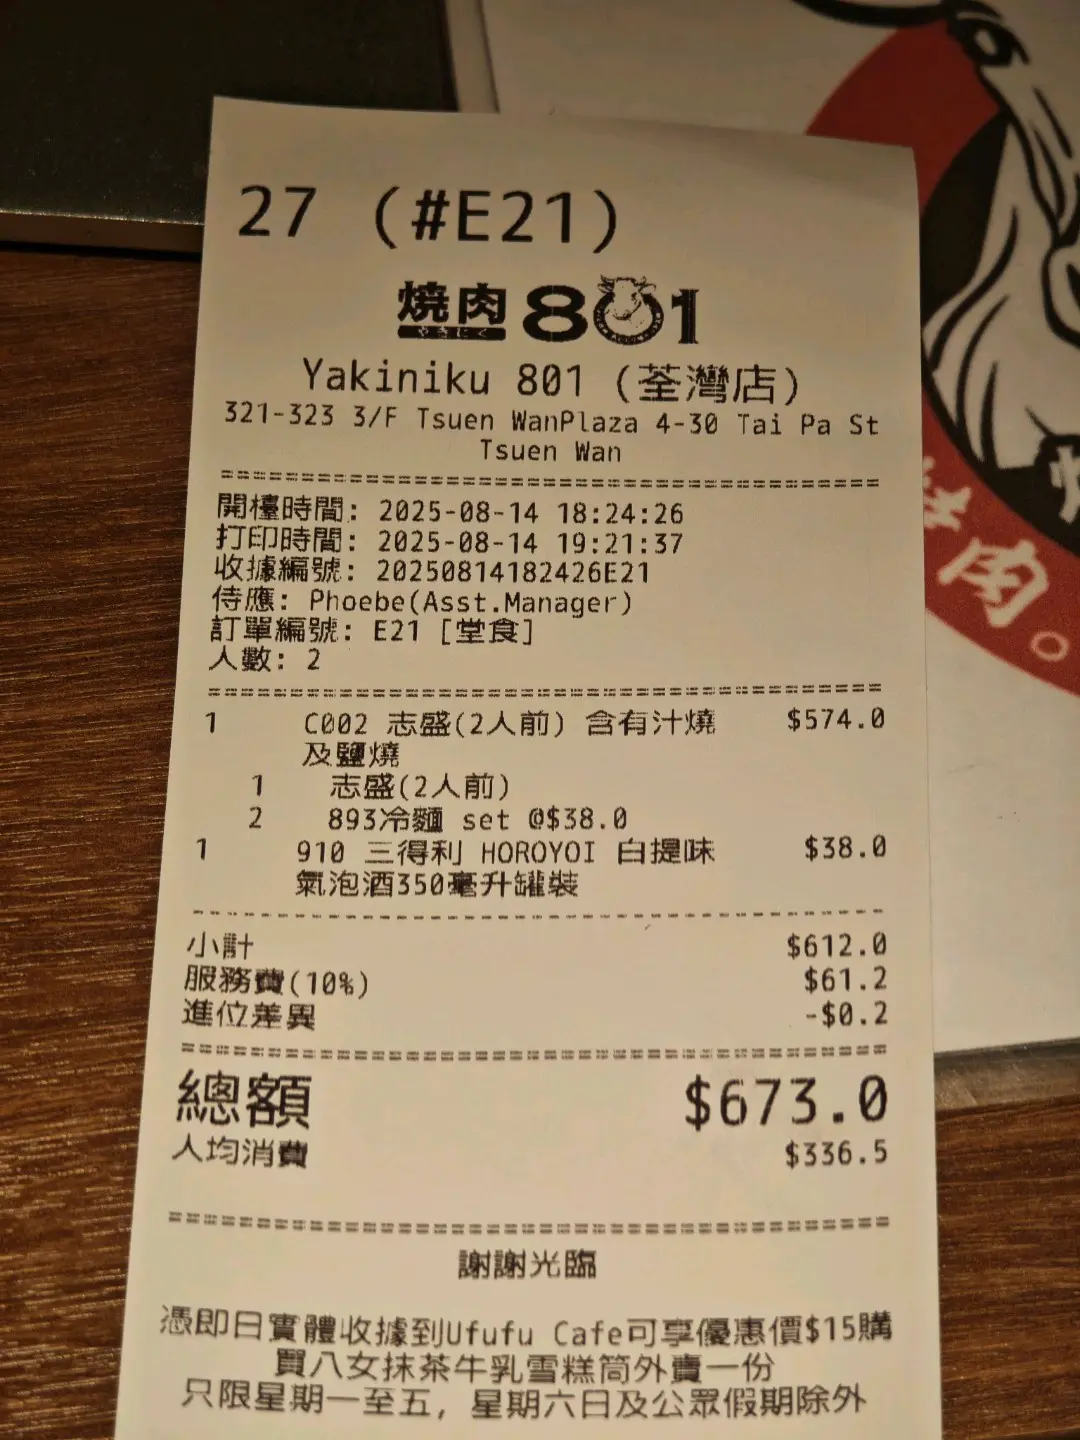 27 (#E21)
燒肉801
やきにく
Yakiniku 801 (荃灣店)
321-323 3/F Tsuen WanPlaza 4-30 Tai Pa St
Tsuen Wan
開檯時間: 2025-08-14 18:24:26
打印時間: 2025-08-14 19:21:37
收據編號: 20250814182426E21
侍應: Phoebe(Asst.Manager)
訂單編號: E21 [堂食]
人數: 2
1 C002 志盛(2人前) 含有汁燒 $574.0
及鹽燒
1 志盛(2人前)
2 893冷麵 set @$38.0
1 910 三得利 HOROYOI 白提味 $38.0
氣泡酒350毫升罐裝
小計 $612.0
服務費(10%) $61.2
進位差異 -$0.2
總額 $673.0
人均消費 $336.5
謝謝光臨
憑即日實體收據到Ufufu Cafe可享優惠價$15購
買八女抹茶牛乳雪糕筒外賣一份
只限星期一至五, 星期六日及公眾假期除外
肉。